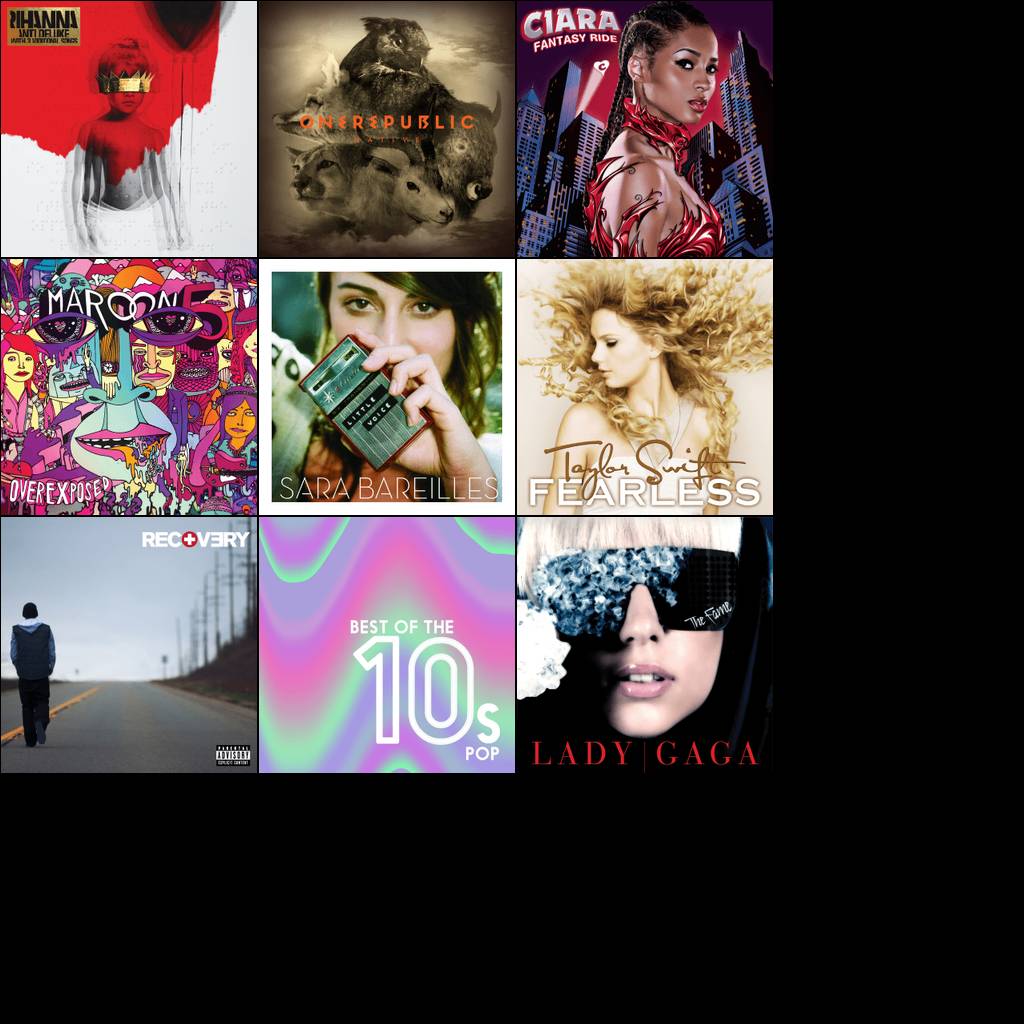 RIHANNA
ANTI DELUXE
WITH 3 ADDITIONAL SONGS
ONEREPUBLIC
NATIVE
CIARA
FANTASY RIDE
MAROON 5
OVEREXPOSED
LITTLE
VOICE
SARA BAREILLES
Taylor Swift
FEARLESS
RECOVERY
PARENTAL
ADVISORY
EXPLICIT CONTENT
BEST OF THE
10s
POP
The Fame
LADY | GAGA